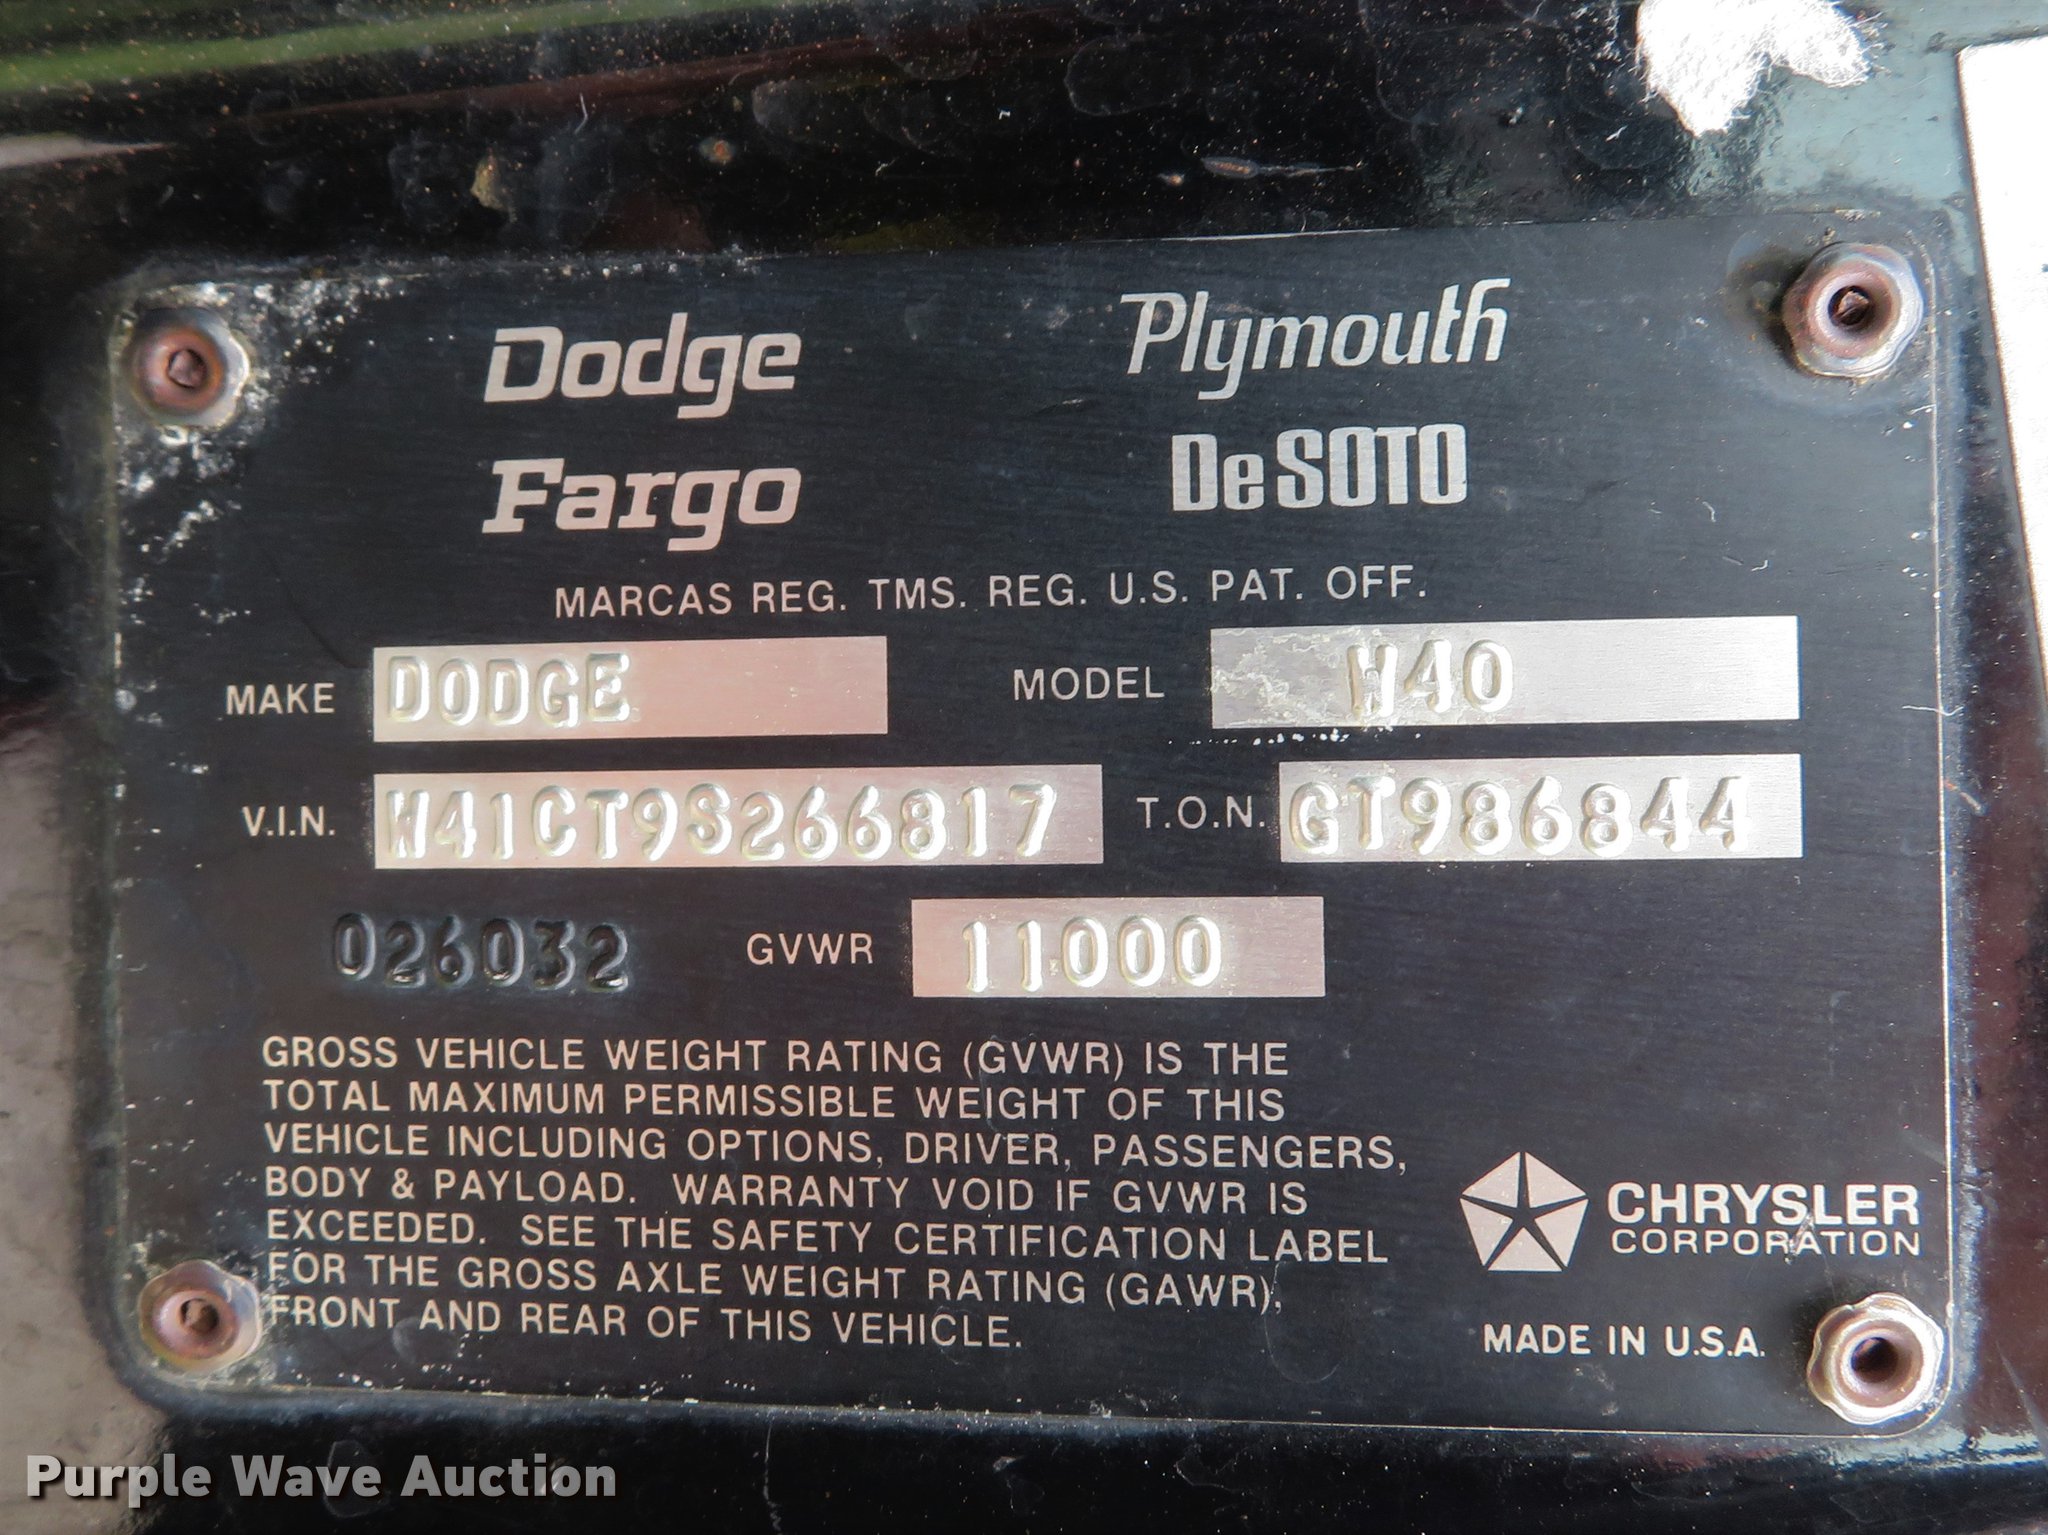 Dodge Plymouth
Fargo DeSOTO
MARCAS REG. TMS. REG. U.S. PAT. OFF.
MAKE DODGE MODEL W40
V.I.N. W41CT9S266817 T.O.N. GT986844
026032 GVWR 11000
GROSS VEHICLE WEIGHT RATING (GVWR) IS THE
TOTAL MAXIMUM PERMISSIBLE WEIGHT OF THIS
VEHICLE INCLUDING OPTIONS, DRIVER, PASSENGERS,
BODY & PAYLOAD. WARRANTY VOID IF GVWR IS
EXCEEDED. SEE THE SAFETY CERTIFICATION LABEL
FOR THE GROSS AXLE WEIGHT RATING (GAWR),
FRONT AND REAR OF THIS VEHICLE.
CHRYSLER
CORPORATION
MADE IN U.S.A.
Purple Wave Auction